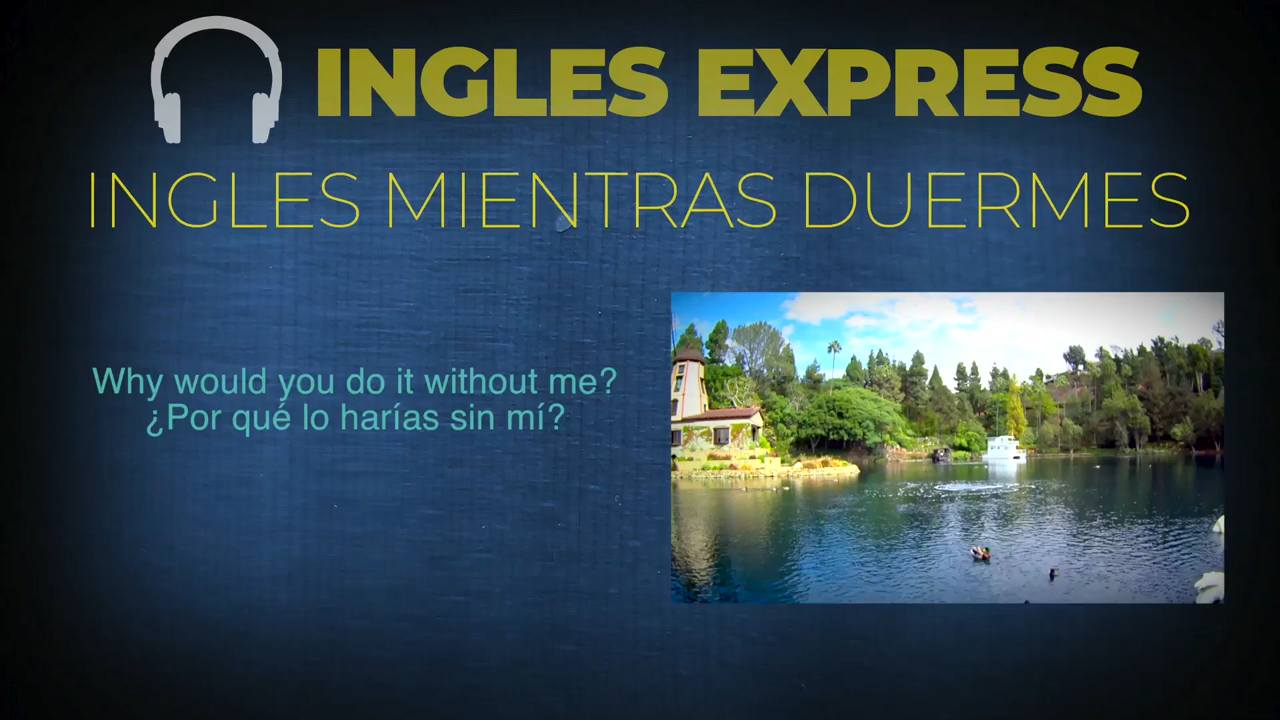 INGLES EXPRESS
INGLES MIENTRAS DUERMES
Why would you do it without me?
¿Por qué lo harías sin mí?